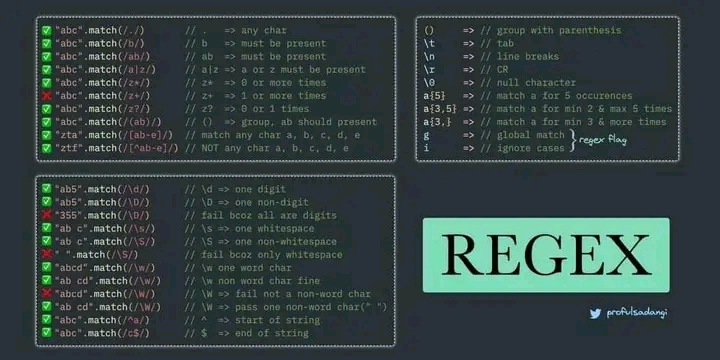 ✅ "abc".match(/./) // . => any char
✅ "abc".match(/b/) // b => must be present
✅ "abc".match(/ab/) // ab => must be present
✅ "abc".match(/a|z/) // a|z => a or z must be present
✅ "abc".match(/z*/) // z* => 0 or more times
❌ "abc".match(/z+/) // z+ => 1 or more times
✅ "abc".match(/z?/) // z? => 0 or 1 times
✅ "abc".match(/(ab)/) // () => group, ab should present
✅ "zta".match(/[ab-e]/) // match any char a, b, c, d, e
✅ "ztf".match(/[^ab-e]/) // NOT any char a, b, c, d, e
() => // group with parenthesis
\t => // tab
\n => // line breaks
\r => // CR
\0 => // null character
a{5} => // match a for 5 occurences
a{3,5} => // match a for min 2 & max 5 times
a{3,} => // match a for min 3 & more times
g => // global match
i => // ignore cases
regex flag
✅ "ab5".match(/\d/) // \d => one digit
✅ "ab5".match(/\D/) // \D => one non-digit
❌ "355".match(/\D/) // fail bcoz all are digits
✅ "ab c".match(/\s/) // \s => one whitespace
✅ "ab c".match(/\S/) // \S => one non-whitespace
❌ " ".match(/\S/) // fail bcoz only whitespace
✅ "abcd".match(/\w/) // \w one word char
✅ "ab cd".match(/\w/) // \w non word char fine
❌ "abcd".match(/\W/) // \W => fail not a non-word char
✅ "ab cd".match(/\W/) // \W => pass one non-word char(" ")
✅ "abc".match(/^a/) // ^ => start of string
✅ "abc".match(/c$/) // $ => end of string
REGEX
profulsadangi